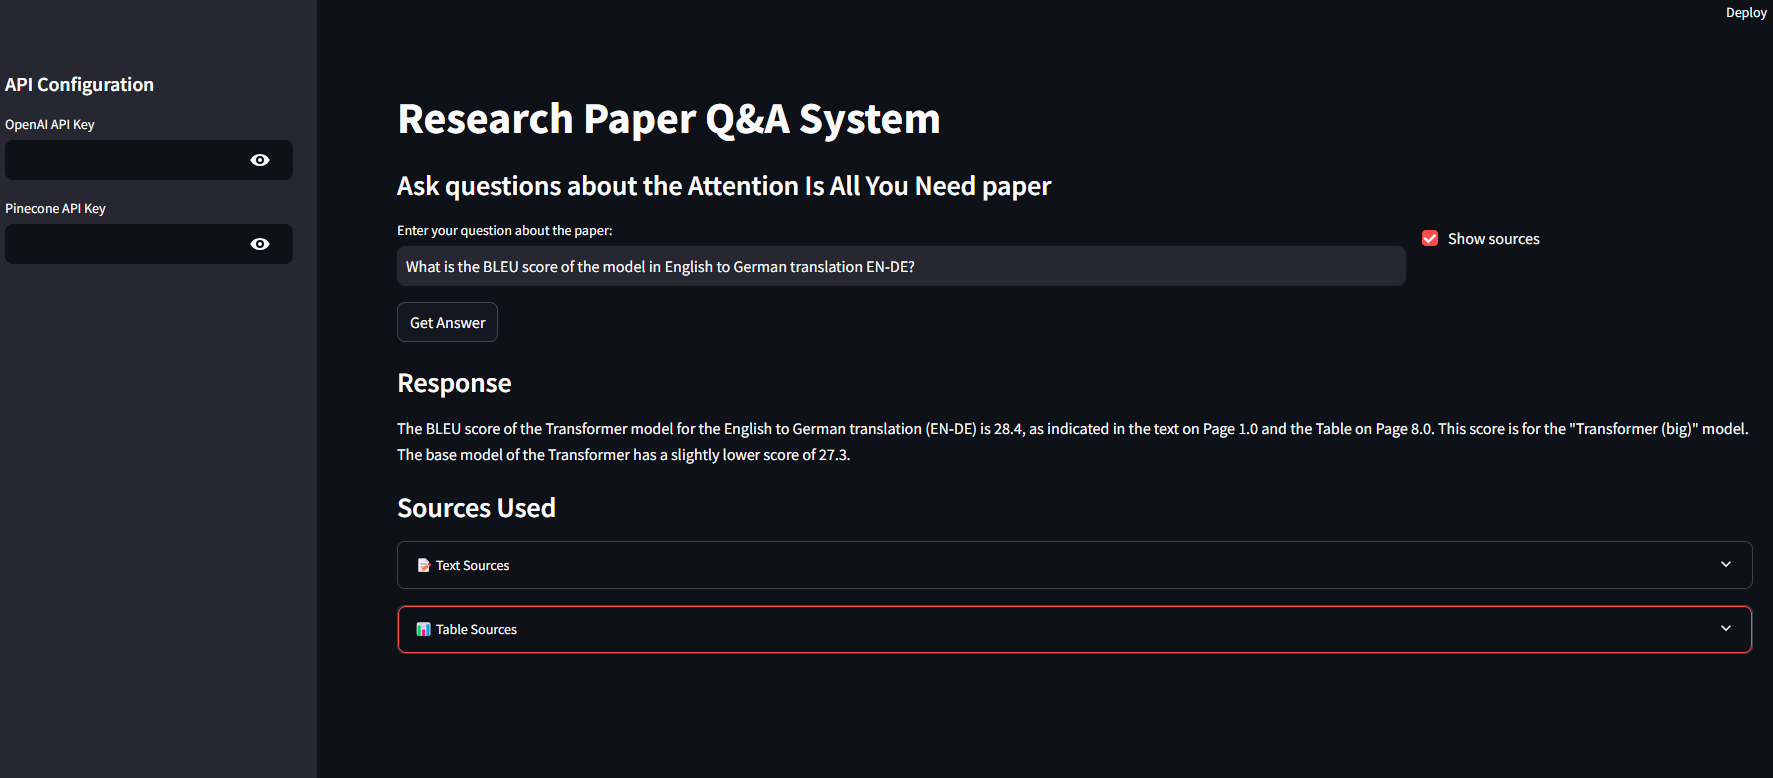 Deploy
API Configuration
OpenAI API Key
Pinecone API Key
Research Paper Q&A System
Ask questions about the Attention Is All You Need paper
Enter your question about the paper:
Show sources
What is the BLEU score of the model in English to German translation EN-DE?
Get Answer
Response
The BLEU score of the Transformer model for the English to German translation (EN-DE) is 28.4, as indicated in the text on Page 1.0 and the Table on Page 8.0. This score is for the "Transformer (big)" model.
The base model of the Transformer has a slightly lower score of 27.3.
Sources Used
Text Sources
Table Sources